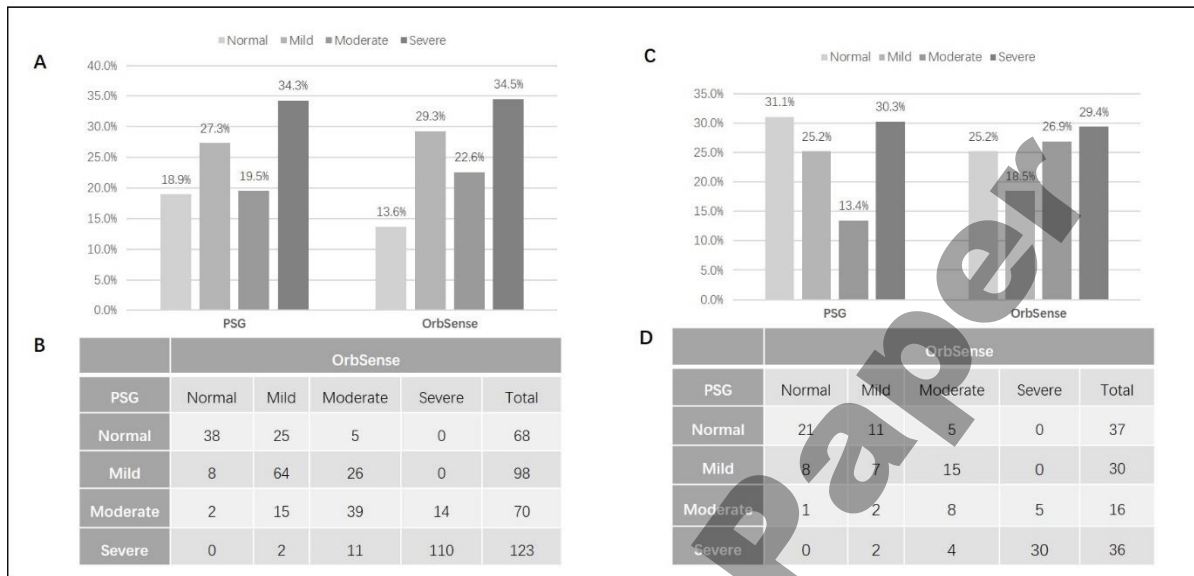 A
Normal Mild Moderate Severe
40.0%
35.0%
30.0%
25.0%
20.0%
15.0%
10.0%
5.0%
0.0%
18.9%
27.3%
19.5%
34.3%
13.6%
29.3%
22.6%
34.5%
PSG OrbSense
B
OrbSense
PSG Normal Mild Moderate Severe Total
Normal 38 25 5 0 68
Mild 8 64 26 0 98
Moderate 2 15 39 14 70
Severe 0 2 11 110 123
C
Normal Mild Moderate Severe
35.0%
30.0%
25.0%
20.0%
15.0%
10.0%
5.0%
0.0%
31.1%
25.2%
13.4%
30.3%
25.2%
18.5%
26.9%
29.4%
PSG OrbSense
D
OrbSense
PSG Normal Mild Moderate Severe Total
Normal 21 11 5 0 37
Mild 8 7 15 0 30
Moderate 1 2 8 5 16
Severe 0 2 4 30 36
Paper